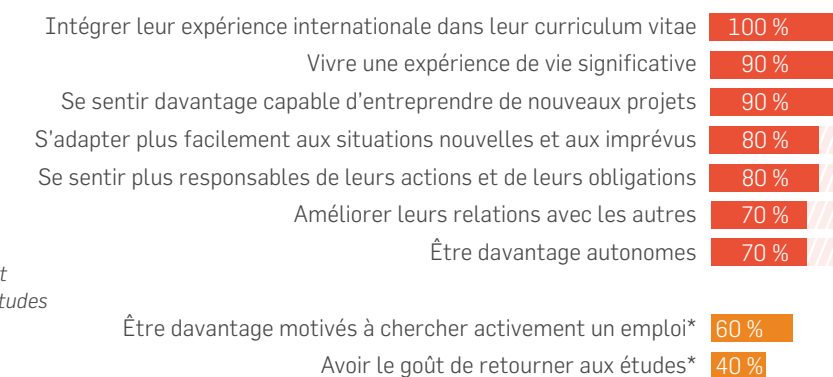 Intégrer leur expérience internationale dans leur curriculum vitae 100 %
Vivre une expérience de vie significative 90 %
Se sentir davantage capable d'entreprendre de nouveaux projets 90 %
S'adapter plus facilement aux situations nouvelles et aux imprévus 80 %
Se sentir plus responsables de leurs actions et de leurs obligations 80 %
Améliorer leurs relations avec les autres 70 %
Être davantage autonomes 70 %
Être davantage motivés à chercher activement un emploi* 60 %
Avoir le goût de retourner aux études* 40 %